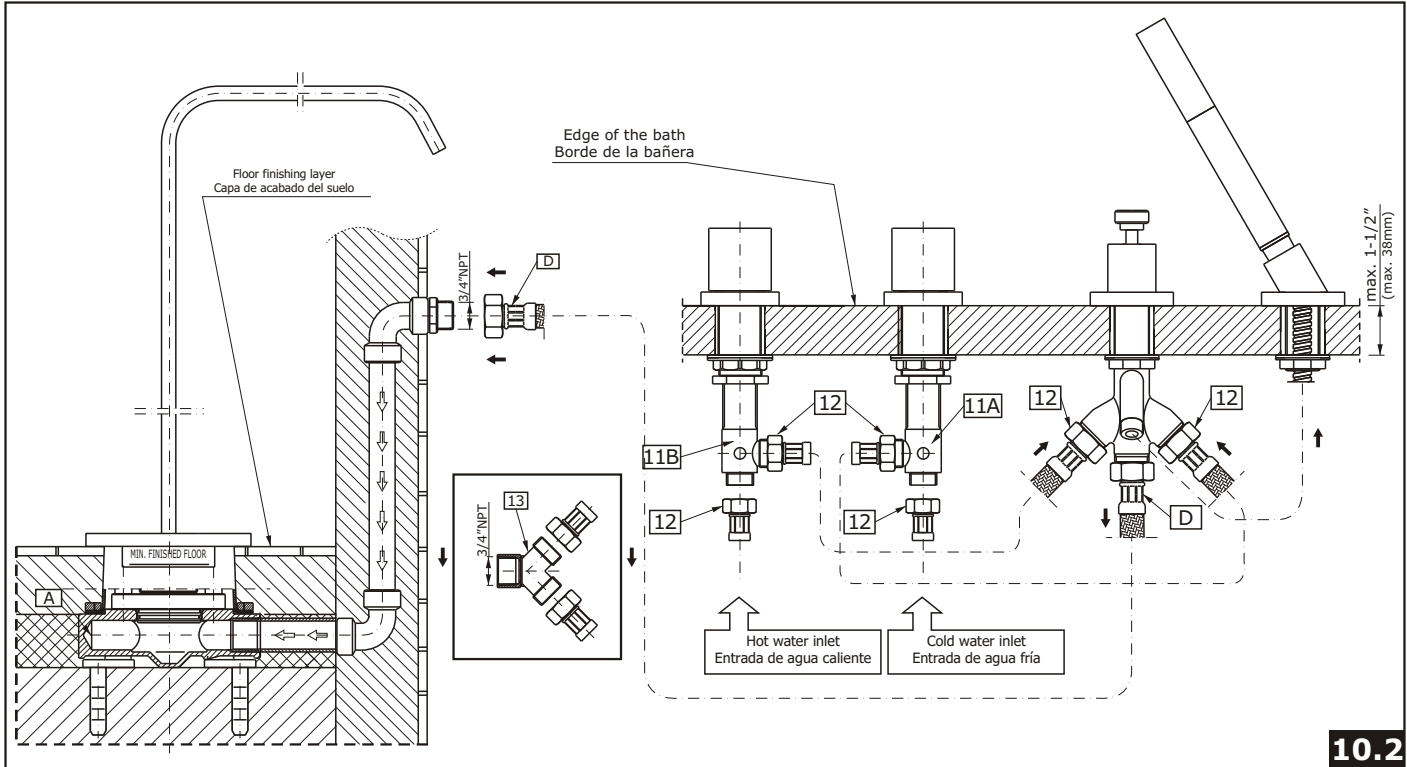 Edge of the bath
Borde de la bañera
Floor finishing layer
Capa de acabado del suelo
max. 1-1/2"
(max. 38mm)
3/4"NPT
D
12
11A
12
12
11B
13
12
12
D
3/4"NPT
MIN. FINISHED FLOOR
A
Hot water inlet
Entrada de agua caliente
Cold water inlet
Entrada de agua fría
10.2